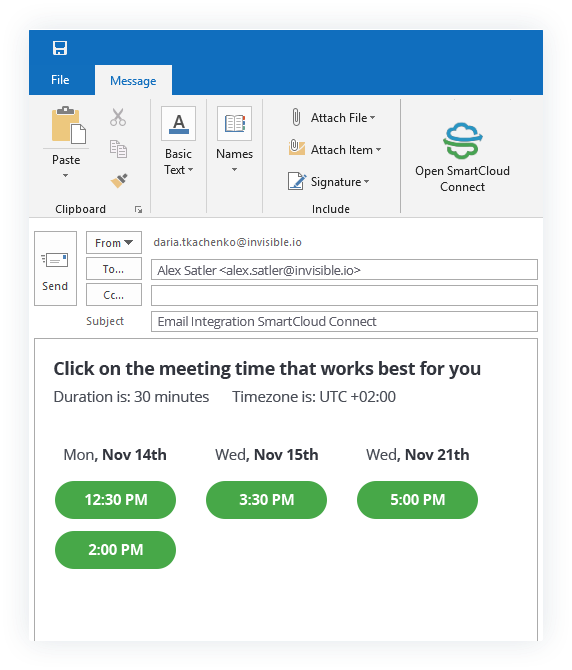 File
Message
Paste
Basic
Text
Names
Attach File
Attach Item
Signature
Open SmartCloud
Connect
Clipboard
Include
Send
From
daria.tkachenko@invisible.io
To...
Alex Satler <alex.satler@invisible.io>
Cc...
Subject
Email Integration SmartCloud Connect
Click on the meeting time that works best for you
Duration is: 30 minutes Timezone is: UTC +02:00
Mon, Nov 14th Wed, Nov 15th Wed, Nov 21th
12:30 PM 3:30 PM 5:00 PM
2:00 PM